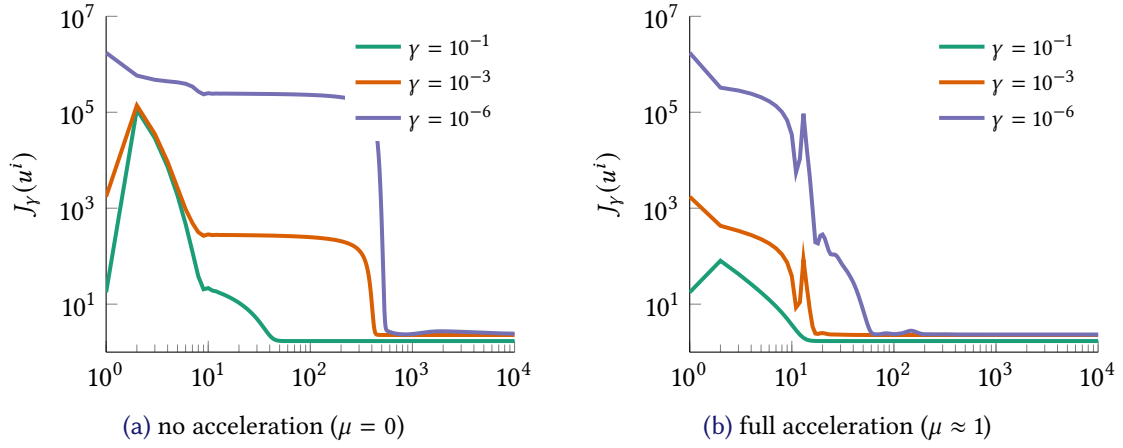 10^7
10^5
10^3
10^1
J_γ(u^i)
γ = 10^−1
γ = 10^−3
γ = 10^−6
10^0 10^1 10^2 10^3 10^4
(a) no acceleration (μ = 0)
10^7
10^5
10^3
10^1
J_γ(u^i)
γ = 10^−1
γ = 10^−3
γ = 10^−6
10^0 10^1 10^2 10^3 10^4
(b) full acceleration (μ ≈ 1)